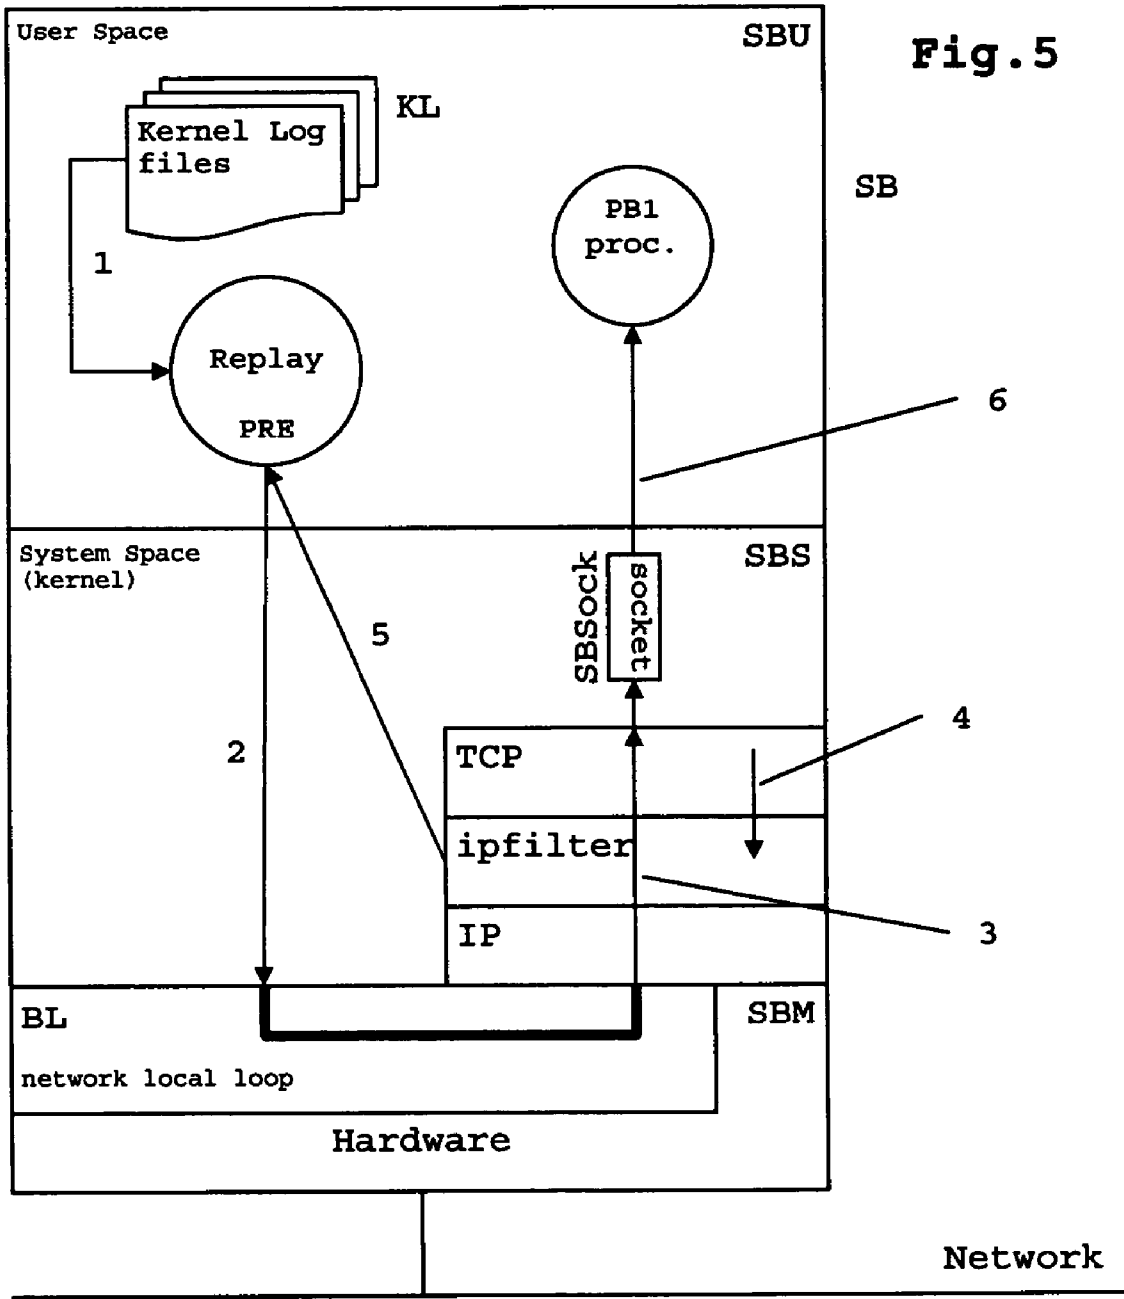 User Space
SBU
Fig.5
KL
Kernel Log
files
SB
PB1
proc.
1
Replay
PRE
6
System Space
(kernel)
SBS
SBSock
socket
5
4
2
TCP
ipfilter
3
IP
BL
SBM
network local loop
Hardware
Network